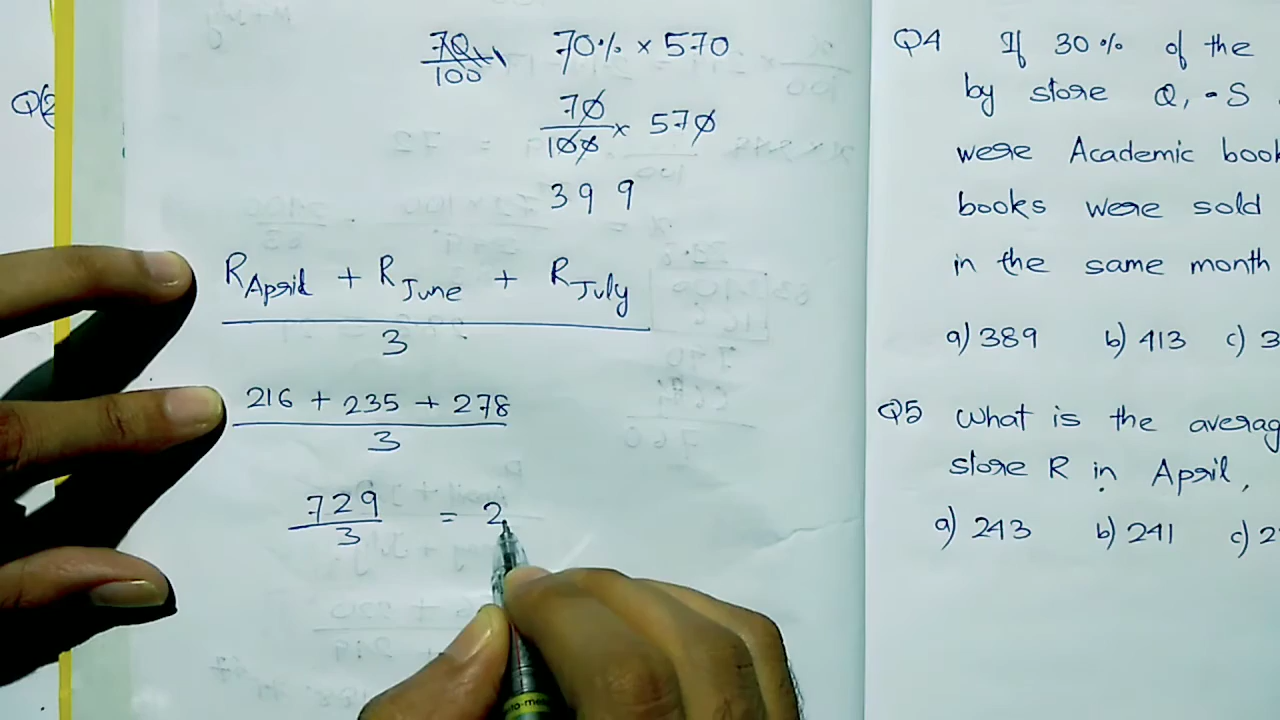 70/100 70% × 570
70/100 × 570
399
R April + R June + R July
3
216 + 235 + 278
3
729/3 = 2
Q4 If 30% of the
by store Q, - S
were Academic book
books were sold
in the same month
a) 389 b) 413 c) 3
Q5 What is the averag
store R in April,
a) 243 b) 241 c) 2